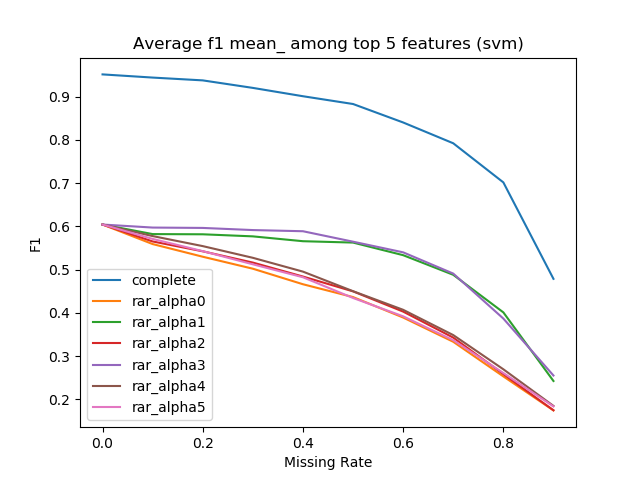 Average f1 mean_ among top 5 features (svm)
F1
0.9
0.8
0.7
0.6
0.5
0.4
0.3
0.2
complete
rar_alpha0
rar_alpha1
rar_alpha2
rar_alpha3
rar_alpha4
rar_alpha5
0.0 0.2 0.4 0.6 0.8
Missing Rate